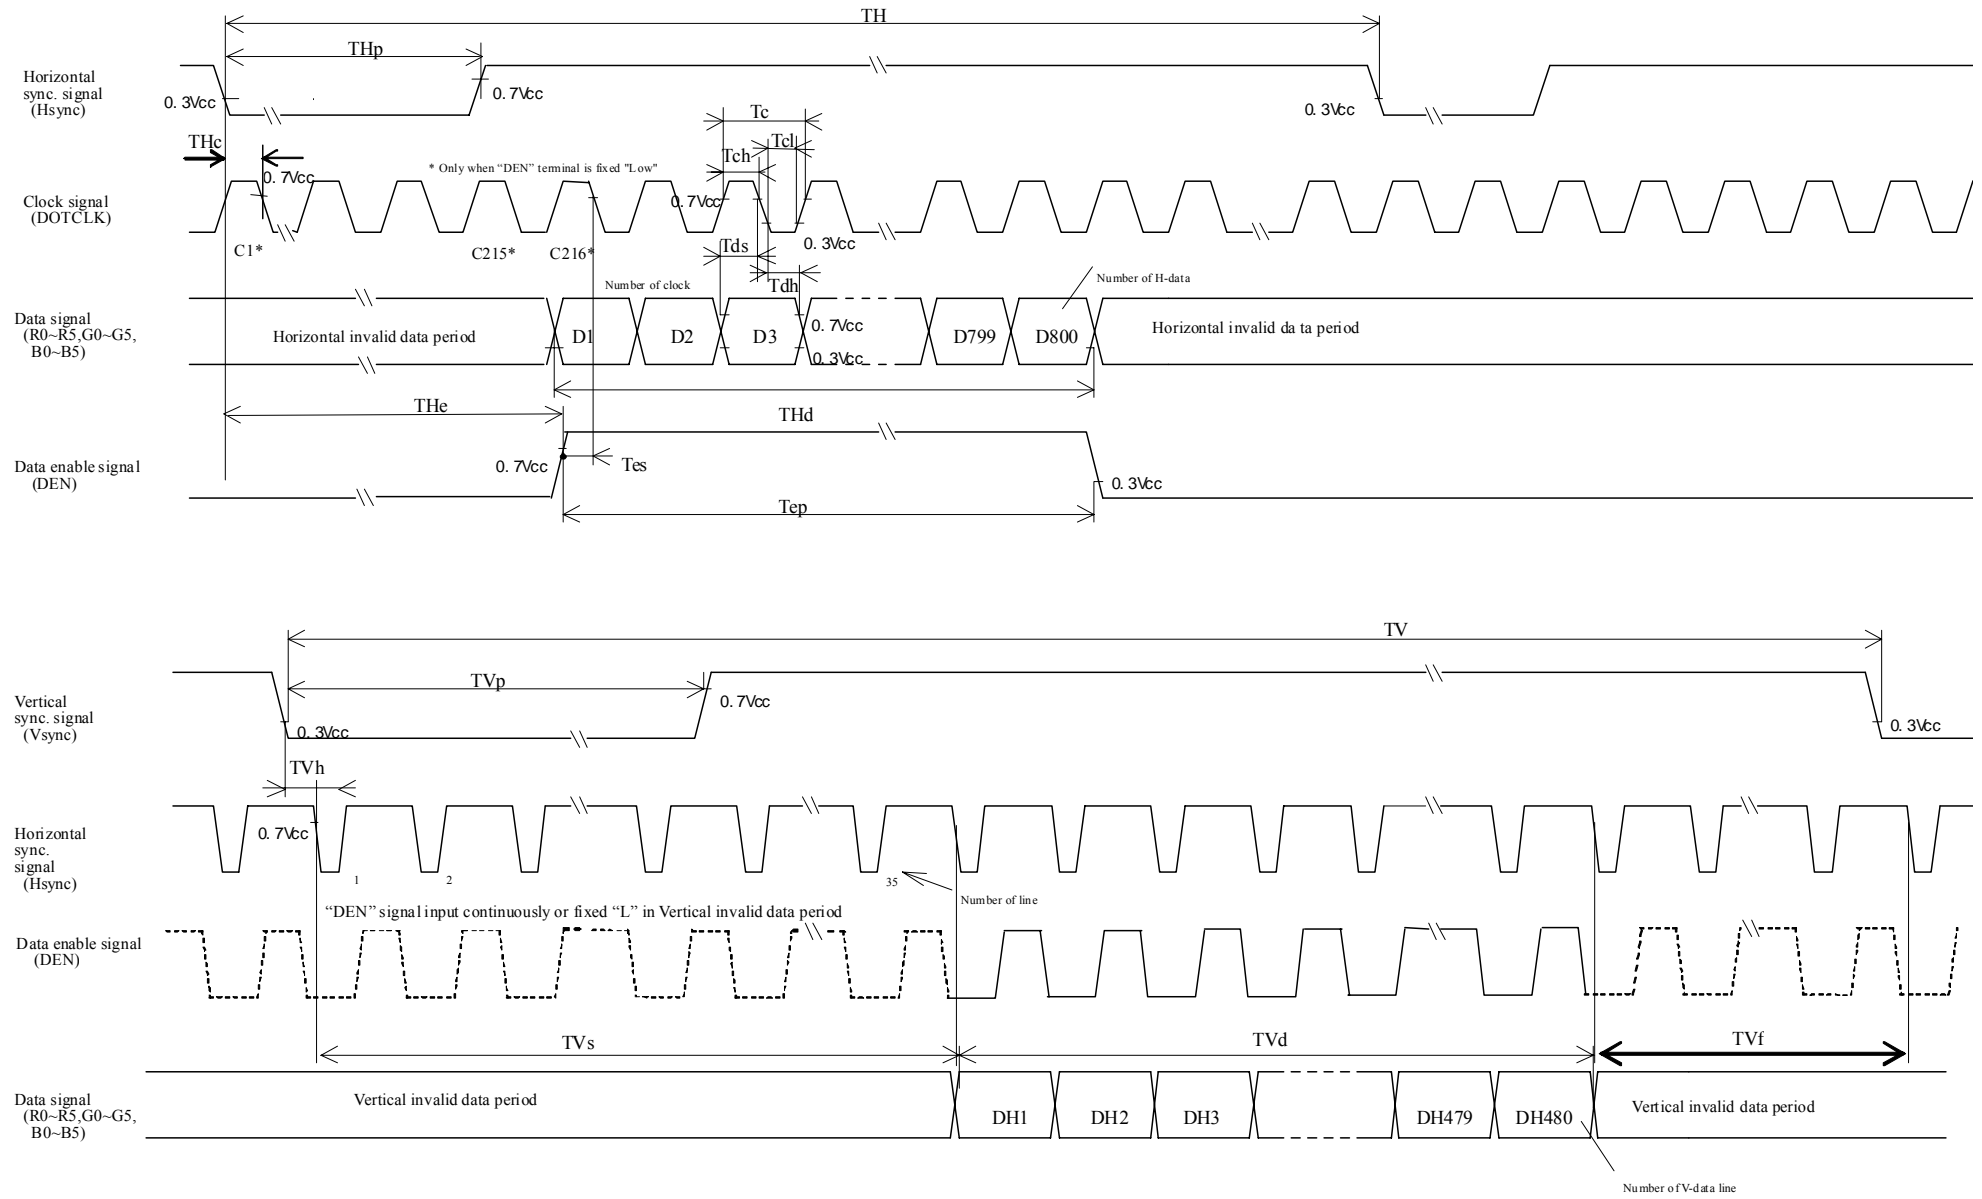 TH
THp
Horizontal
sync. signal
(Hsync)
0. 3Vcc
0. 7Vcc
0. 3Vcc
THc
Tc
Tcl
Tch
* Only when “DEN” terminal is fixed "Low"
0. 7Vcc
0. 7Vcc
Clock signal
(DOTCLK)
C1*
C215*
C216*
0. 3Vcc
Tds
Tdh
Number of clock
Number of H-data
Data signal
(R0~R5,G0~G5,
B0~B5)
Horizontal invalid data period
D1
D2
D3
0. 7Vcc
0. 3Vcc
D799
D800
Horizontal invalid da ta period
THe
THd
Data enable signal
(DEN)
0. 7Vcc
Tes
0. 3Vcc
Tep
TV
TVp
Vertical
sync. signal
(Vsync)
0. 3Vcc
0. 7Vcc
0. 3Vcc
TVh
Horizontal
sync.
signal
(Hsync)
0. 7Vcc
1
2
35
Number of line
“DEN” signal input continuously or fixed “L” in Vertical invalid data period
Data enable signal
(DEN)
TVs
TVd
TVf
Data signal
(R0~R5,G0~G5,
B0~B5)
Vertical invalid data period
DH1
DH2
DH3
DH479
DH480
Vertical invalid data period
Number of V-data line